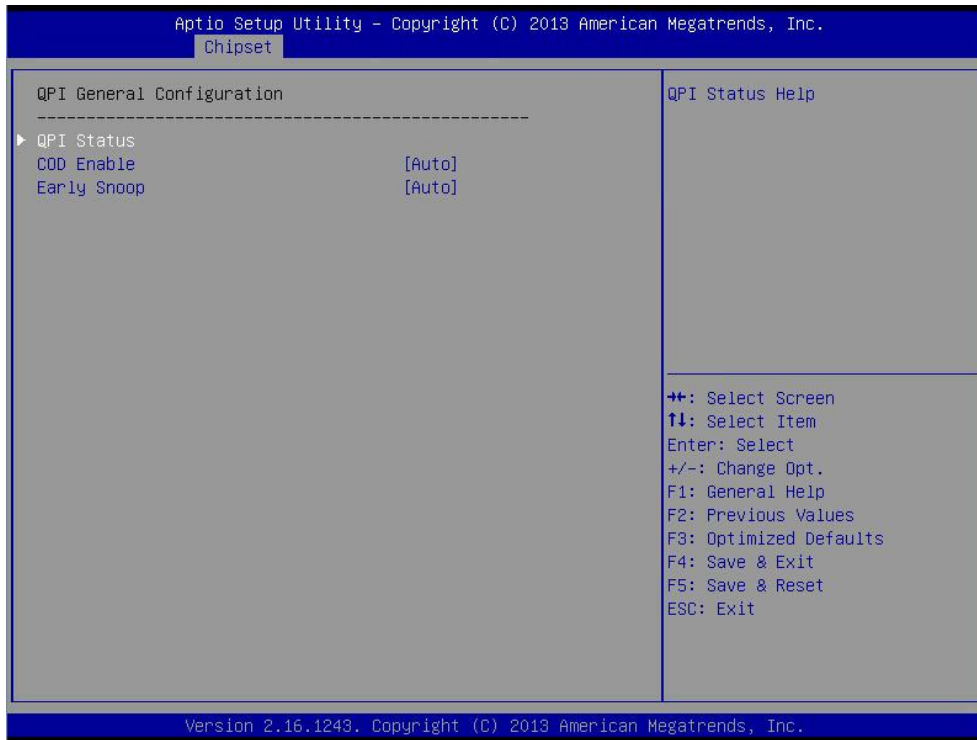 Aptio Setup Utility – Copyright (C) 2013 American Megatrends, Inc.
Chipset
QPI General Configuration
QPI Status
COD Enable [Auto]
Early Snoop [Auto]
QPI Status Help
→←: Select Screen
↑↓: Select Item
Enter: Select
+/-: Change Opt.
F1: General Help
F2: Previous Values
F3: Optimized Defaults
F4: Save & Exit
F5: Save & Reset
ESC: Exit
Version 2.16.1243. Copyright (C) 2013 American Megatrends, Inc.